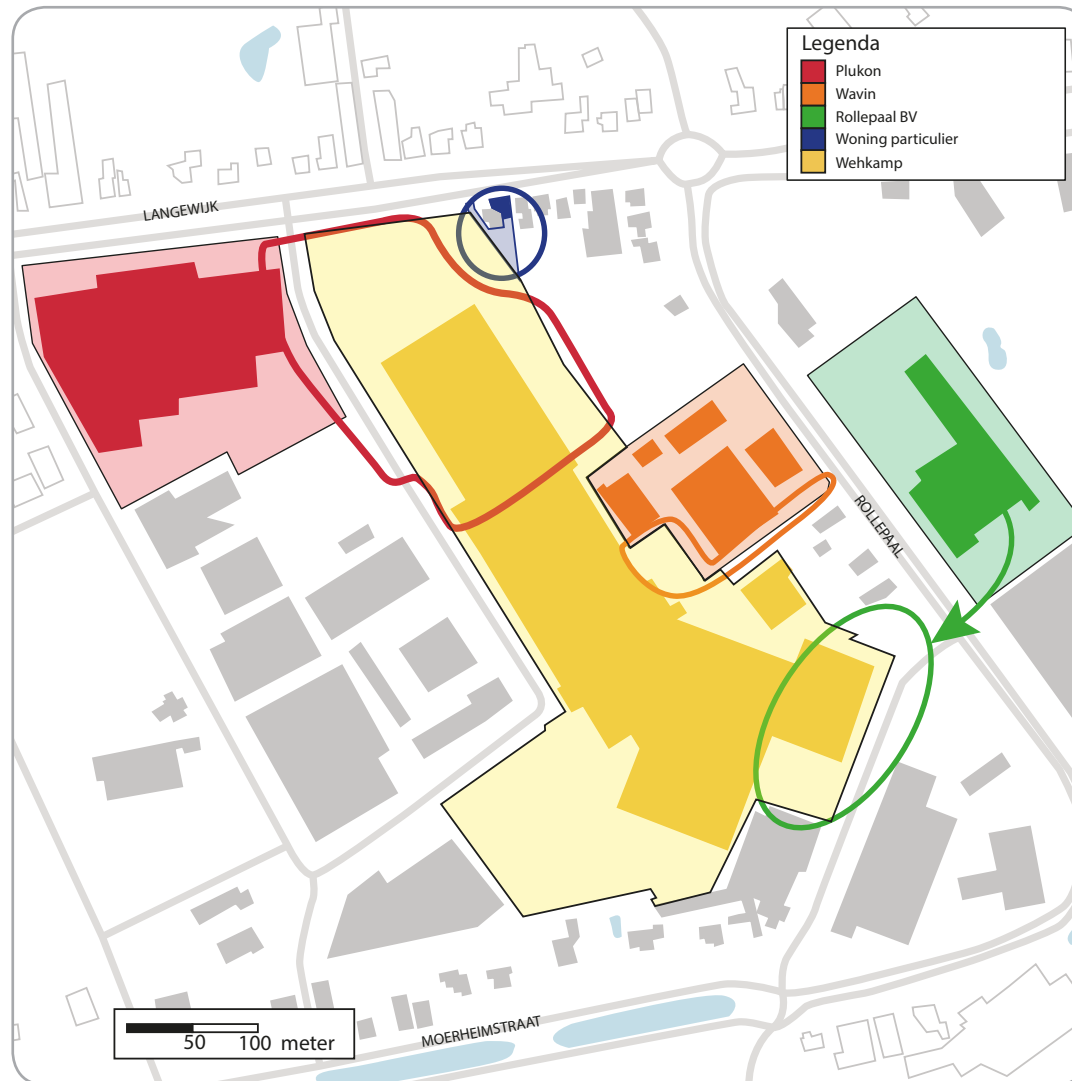 Legenda
Plukon
Wavin
Rollepaal BV
Woning particulier
Wehkamp
LANGEWIJK
ROLLEPAAL
MOERHEIMSTRAAT
50 100 meter